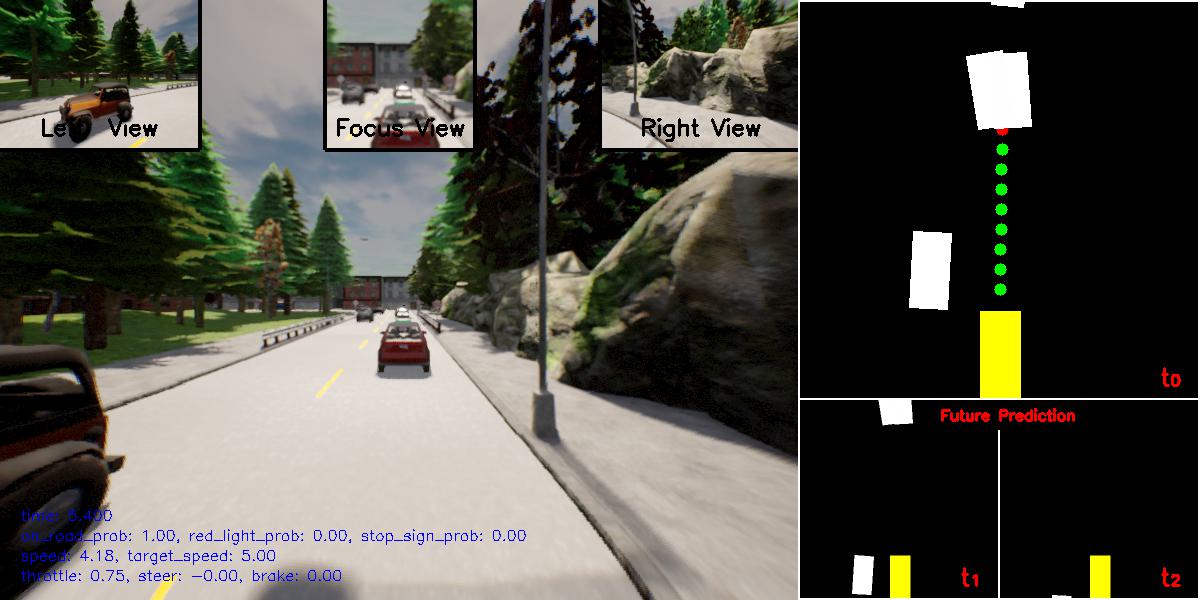 Left View
Focus View
Right View
t0
Future Prediction
t1
t2
time: 5.400
on_road_prob: 1.00, red_light_prob: 0.00, stop_sign_prob: 0.00
speed: 4.18, target_speed: 5.00
throttle: 0.75, steer: −0.00, brake: 0.00